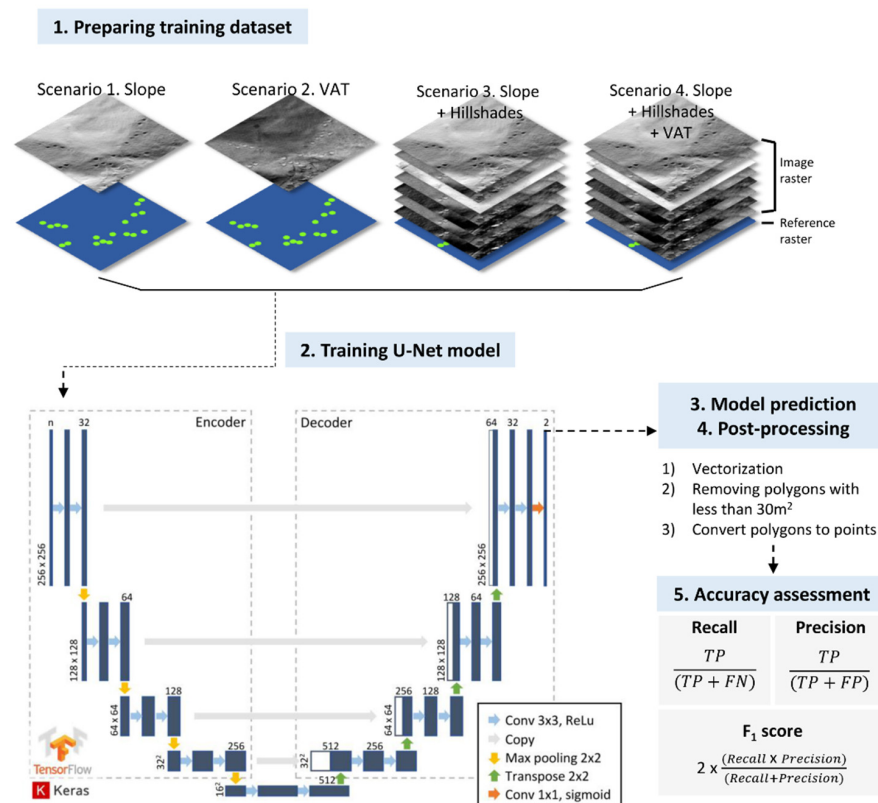 1. Preparing training dataset
Scenario 1. Slope
Scenario 2. VAT
Scenario 3. Slope
+ Hillshades
Scenario 4. Slope
+ Hillshades
+ VAT
Image
raster
Reference
raster
2. Training U-Net model
n
32
Encoder
Decoder
64
32
2
256 x 256
256 x 256
64
128 x 128
128
64
128 x 128
128
64 x 64
256
128
64 x 64
256
32²
512
256
32²
16²
512
TensorFlow
Keras
Conv 3x3, ReLu
Copy
Max pooling 2x2
Transpose 2x2
Conv 1x1, sigmoid
3. Model prediction
4. Post-processing
1) Vectorization
2) Removing polygons with
less than 30m²
3) Convert polygons to points
5. Accuracy assessment
Recall
TP
(TP + FN)
Precision
TP
(TP + FP)
F₁ score
2 x (Recall x Precision)
(Recall+Precision)